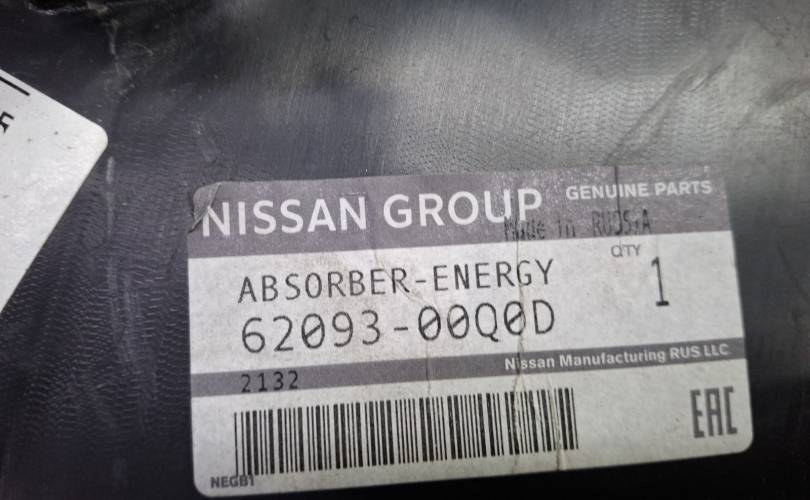 NISSAN GROUP GENUINE PARTS
Made in RUSSIA
QTY
ABSORBER-ENERGY 1
62093-00Q0D
Nissan Manufacturing RUS LLC
2132
EAC
NEGB1